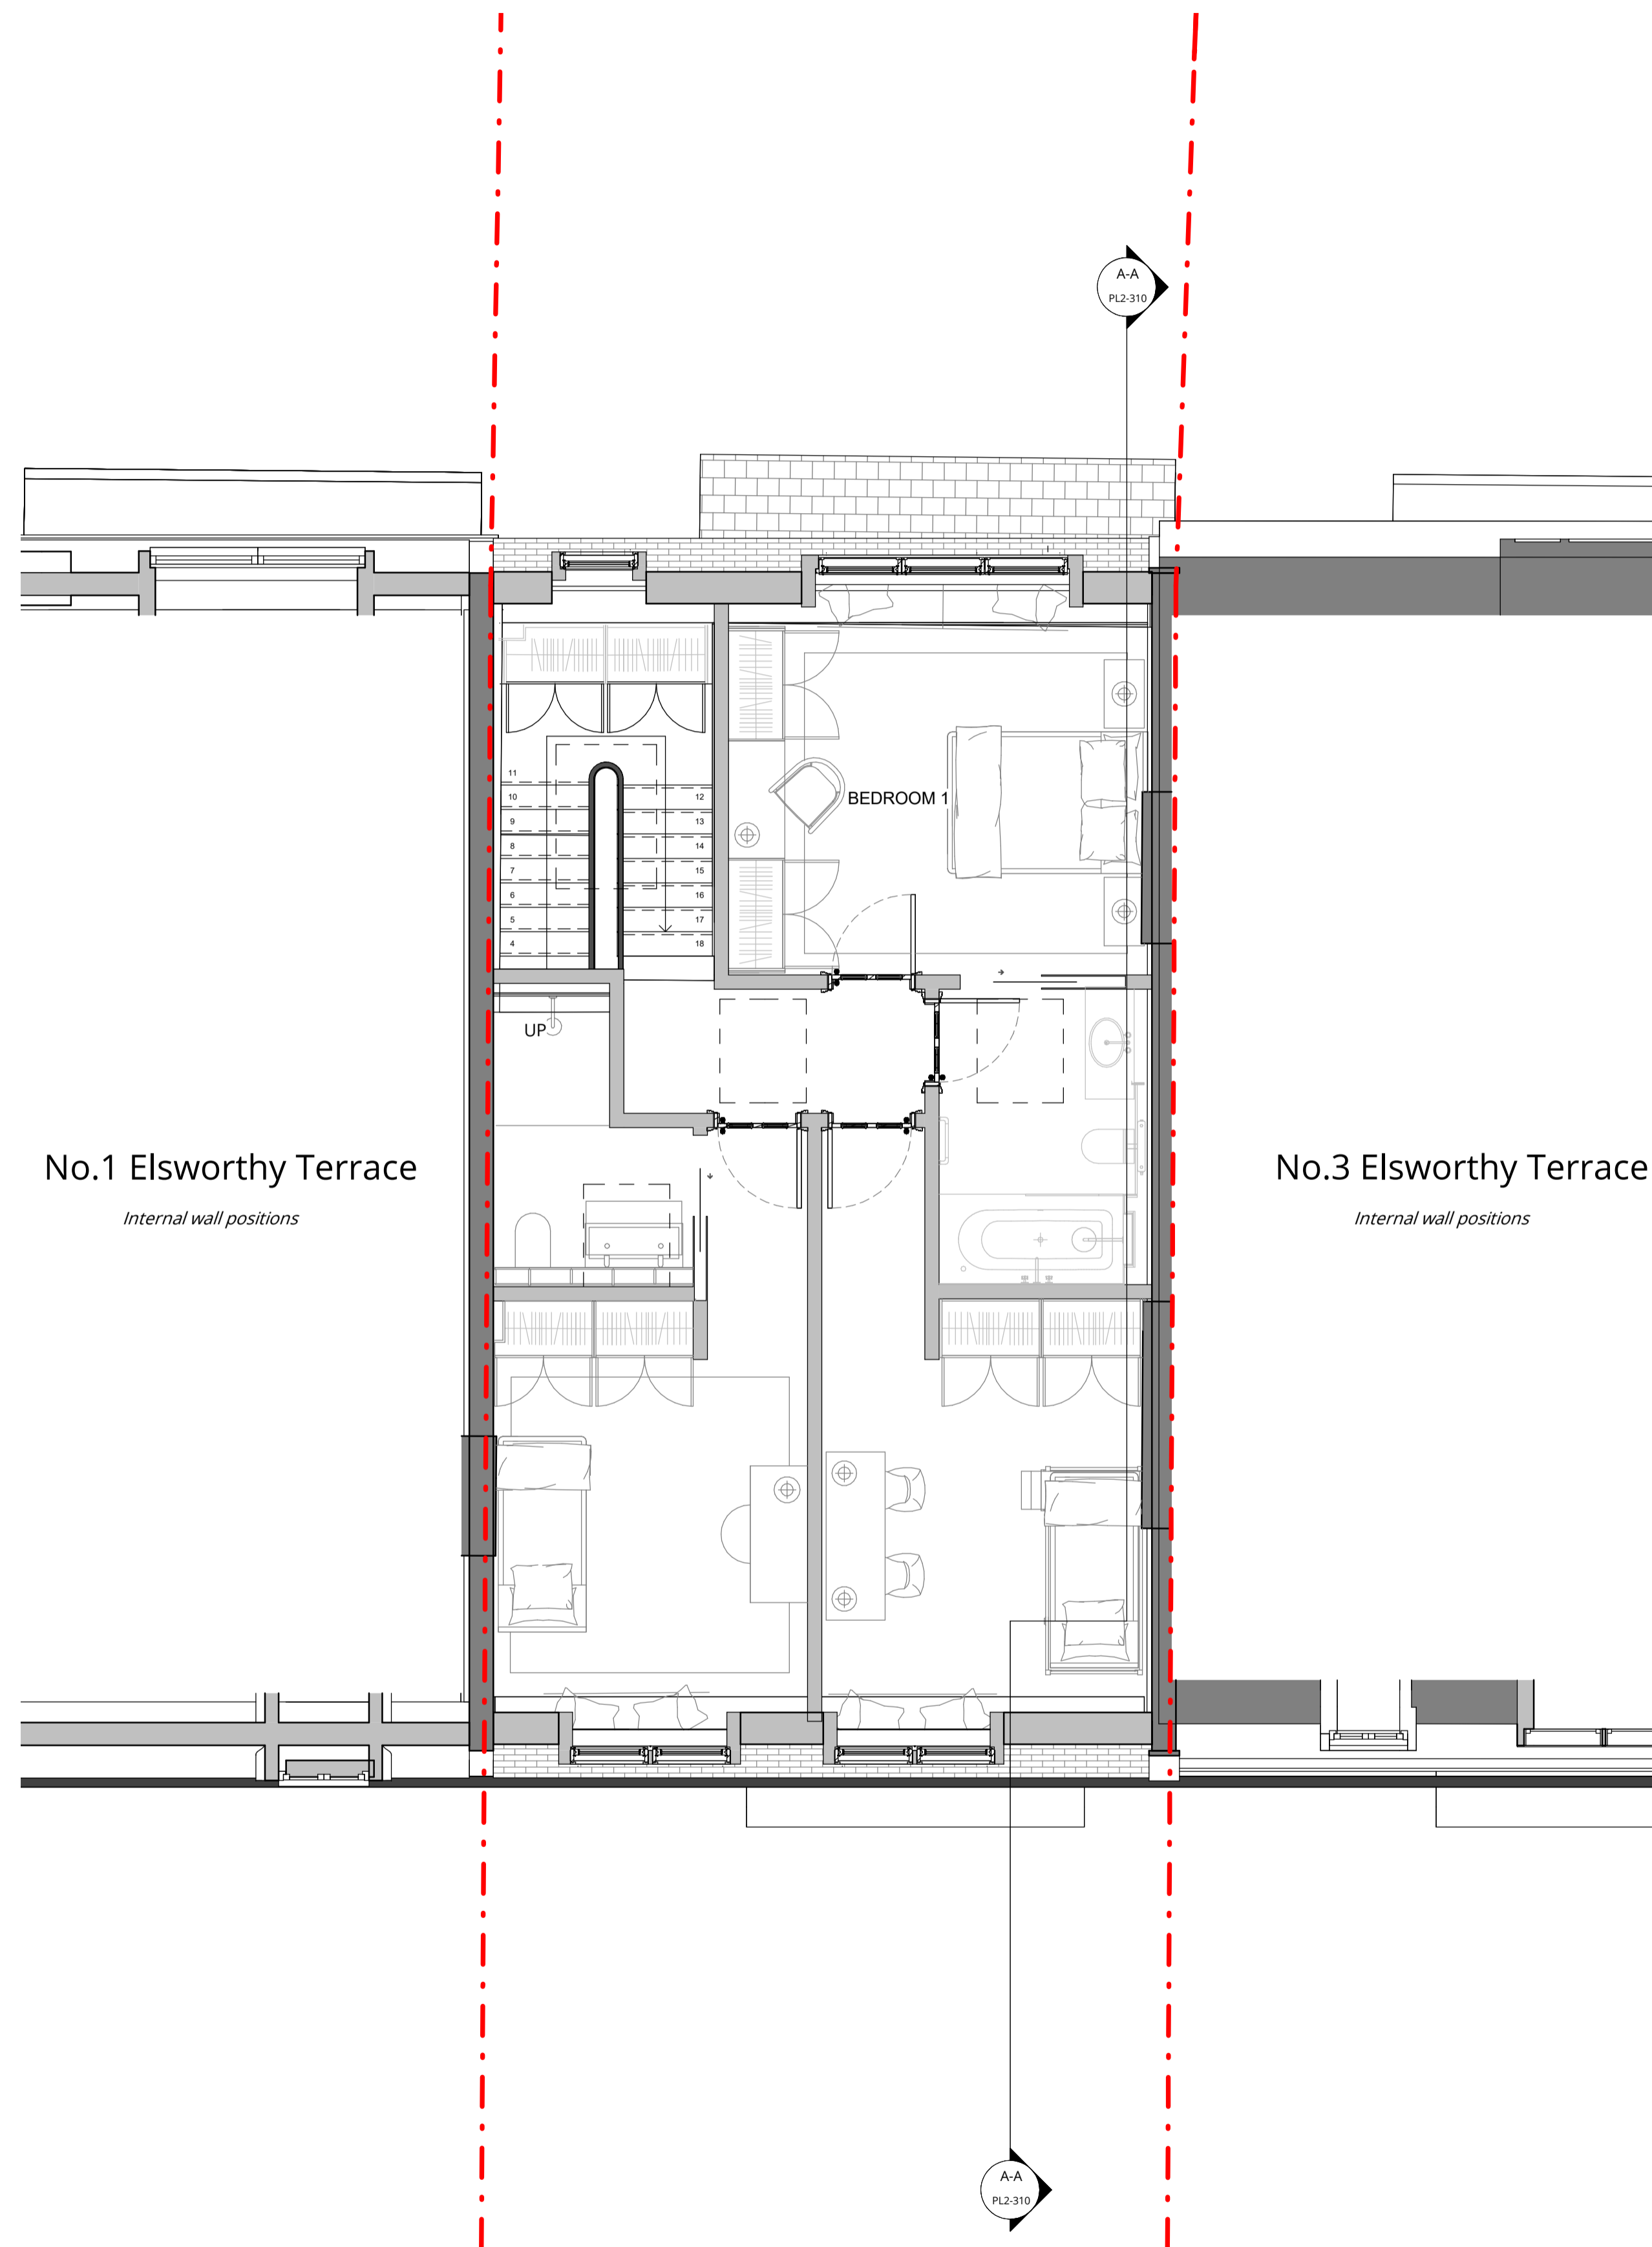 A-A
PL2-310
11
10
9
8
7
6
5
4
12
13
14
15
16
17
18
BEDROOM 1
UP
No.1 Elsworthy Terrace
Internal wall positions
No.3 Elsworthy Terrace
Internal wall positions
A-A
PL2-310